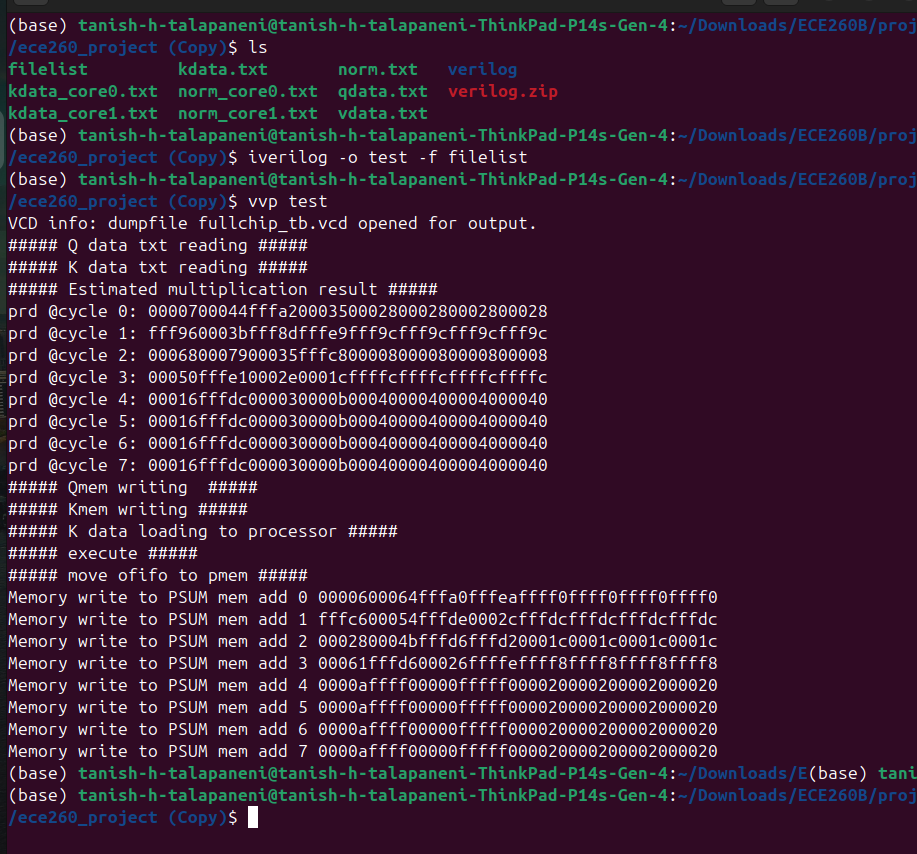 (base) tanish-h-talapaneni@tanish-h-talapaneni-ThinkPad-P14s-Gen-4:~/Downloads/ECE260B/proj
/ece260_project (Copy)$ ls
filelist         kdata.txt       norm.txt   verilog
kdata_core0.txt  norm_core0.txt  qdata.txt  verilog.zip
kdata_core1.txt  norm_core1.txt  vdata.txt
(base) tanish-h-talapaneni@tanish-h-talapaneni-ThinkPad-P14s-Gen-4:~/Downloads/ECE260B/proj
/ece260_project (Copy)$ iverilog -o test -f filelist
(base) tanish-h-talapaneni@tanish-h-talapaneni-ThinkPad-P14s-Gen-4:~/Downloads/ECE260B/proj
/ece260_project (Copy)$ vvp test
VCD info: dumpfile fullchip_tb.vcd opened for output.
##### Q data txt reading #####
##### K data txt reading #####
##### Estimated multiplication result #####
prd @cycle 0: 0000700044fffa20003500028000280002800028
prd @cycle 1: fff960003bfff8dfffe9fff9cfff9cfff9cfff9c
prd @cycle 2: 000680007900035fffc800008000080000800008
prd @cycle 3: 00050fffe10002e0001cffffcffffcffffcffffc
prd @cycle 4: 00016fffdc000030000b00040000400004000040
prd @cycle 5: 00016fffdc000030000b00040000400004000040
prd @cycle 6: 00016fffdc000030000b00040000400004000040
prd @cycle 7: 00016fffdc000030000b00040000400004000040
##### Qmem writing  #####
##### Kmem writing #####
##### K data loading to processor #####
##### execute #####
##### move ofifo to pmem #####
Memory write to PSUM mem add 0 0000600064fffa0fffeaffff0ffff0ffff0ffff0
Memory write to PSUM mem add 1 fffc600054fffde0002cfffdcfffdcfffdcfffdc
Memory write to PSUM mem add 2 000280004bfffd6fffd20001c0001c0001c0001c
Memory write to PSUM mem add 3 00061fffd600026ffffeffff8ffff8ffff8ffff8
Memory write to PSUM mem add 4 0000affff00000fffff000020000200002000020
Memory write to PSUM mem add 5 0000affff00000fffff000020000200002000020
Memory write to PSUM mem add 6 0000affff00000fffff000020000200002000020
Memory write to PSUM mem add 7 0000affff00000fffff000020000200002000020
(base) tanish-h-talapaneni@tanish-h-talapaneni-ThinkPad-P14s-Gen-4:~/Downloads/E(base) tani
(base) tanish-h-talapaneni@tanish-h-talapaneni-ThinkPad-P14s-Gen-4:~/Downloads/ECE260B/proj
/ece260_project (Copy)$